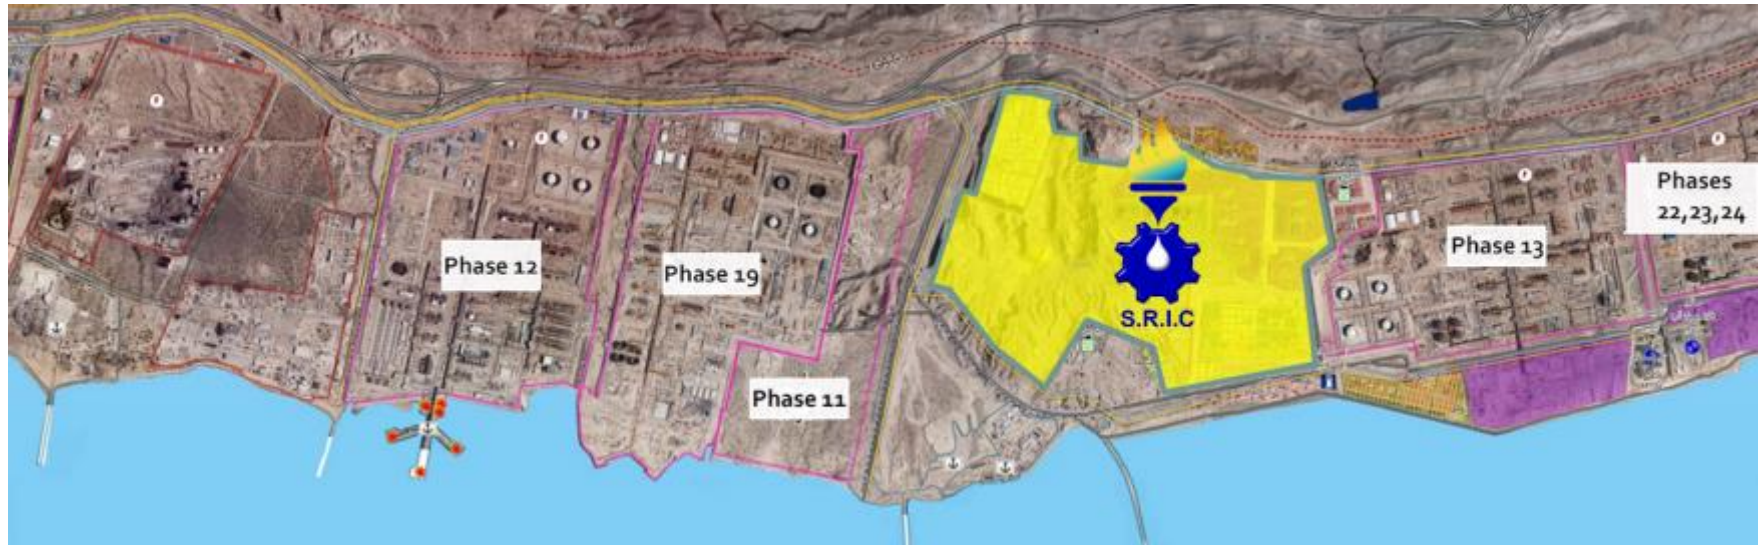 Phase 12
Phase 19
Phase 11
S.R.I.C
Phase 13
Phases
22,23,24